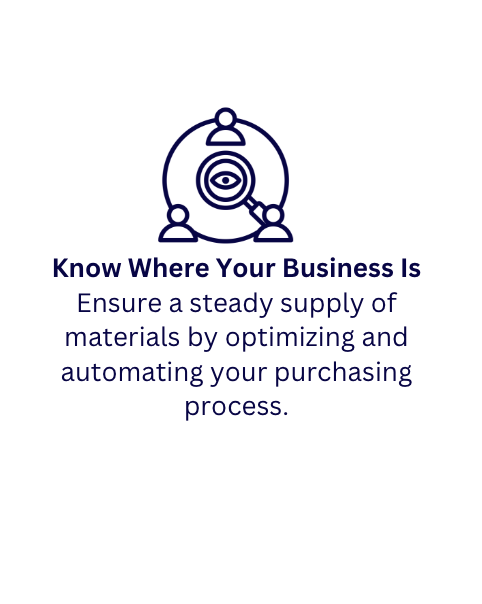 Know Where Your Business Is
Ensure a steady supply of
materials by optimizing and
automating your purchasing
process.